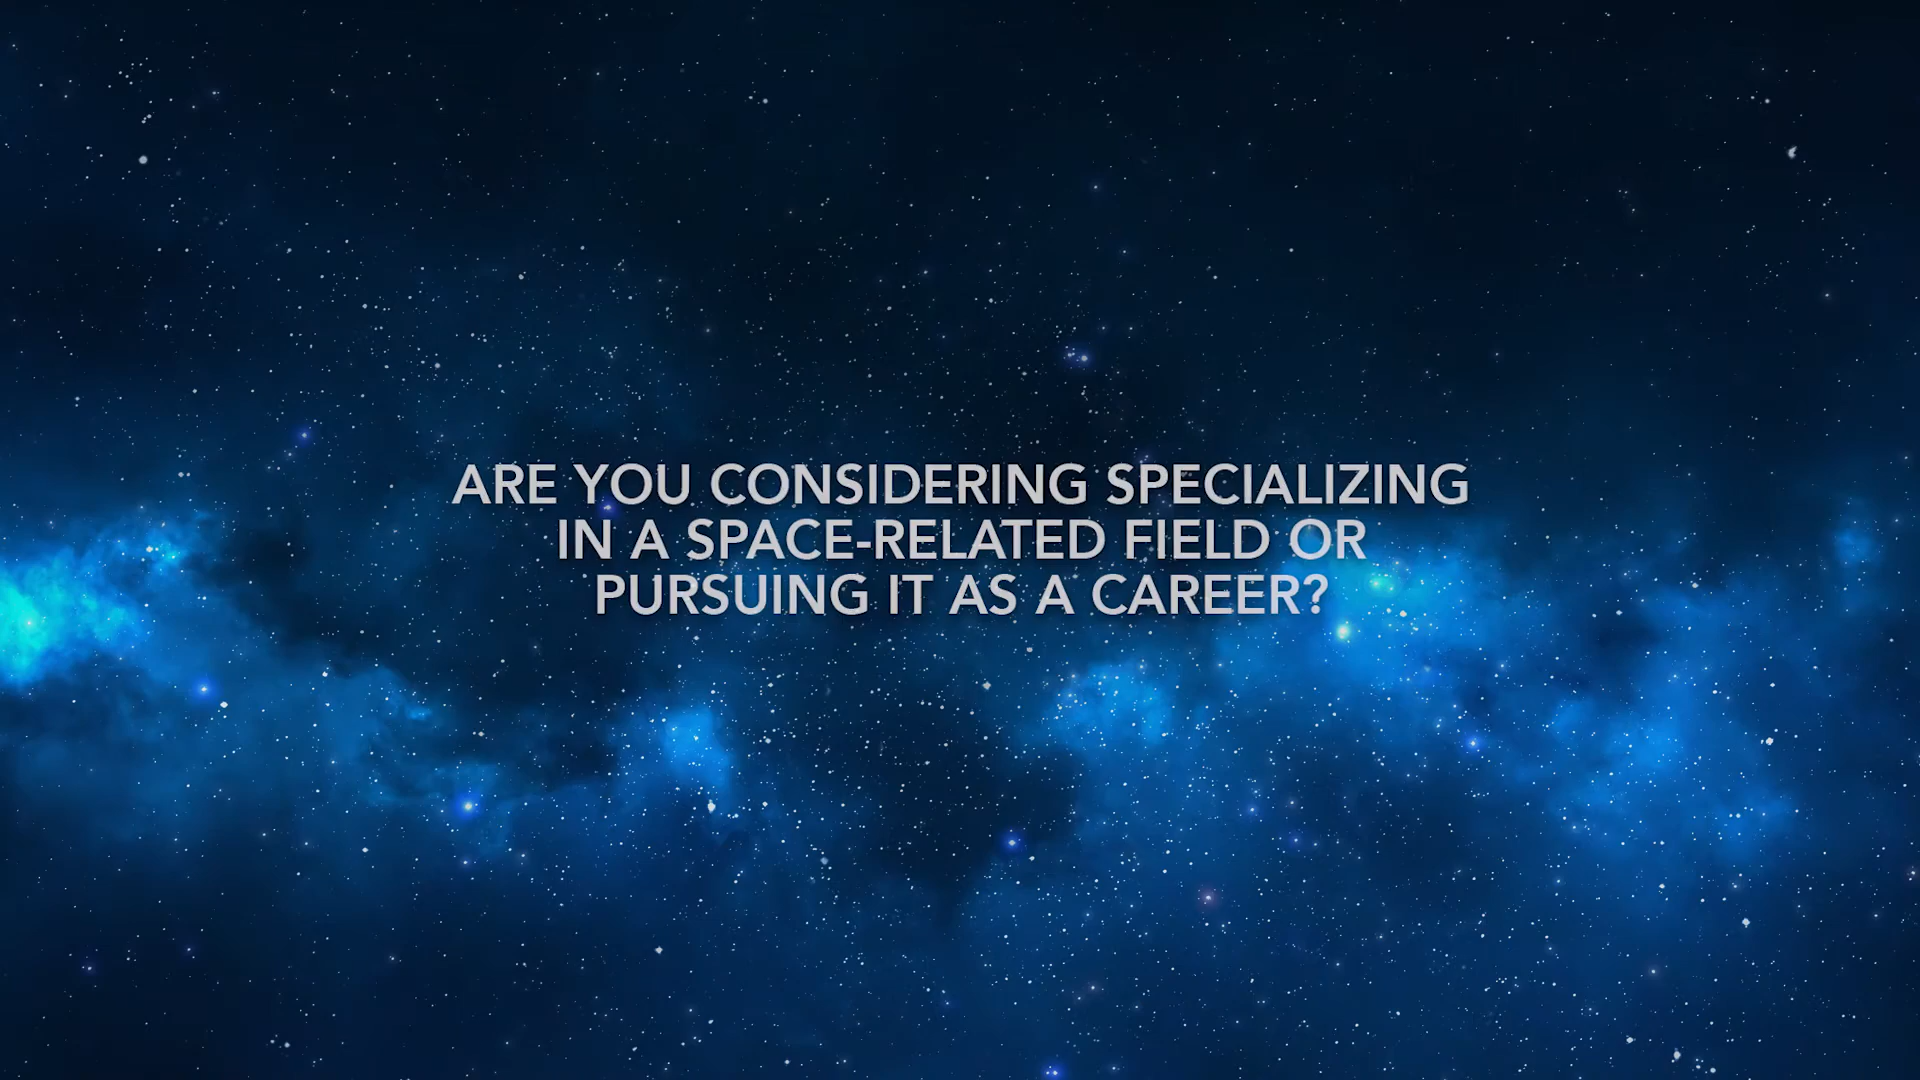 ARE YOU CONSIDERING SPECIALIZING
IN A SPACE-RELATED FIELD OR
PURSUING IT AS A CAREER?